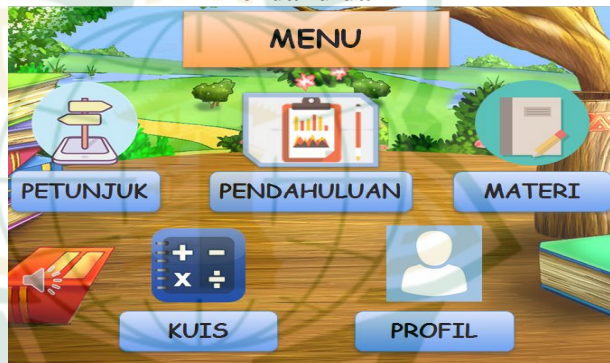 MENU
PETUNJUK
PENDAHULUAN
MATERI
KUIS
PROFIL